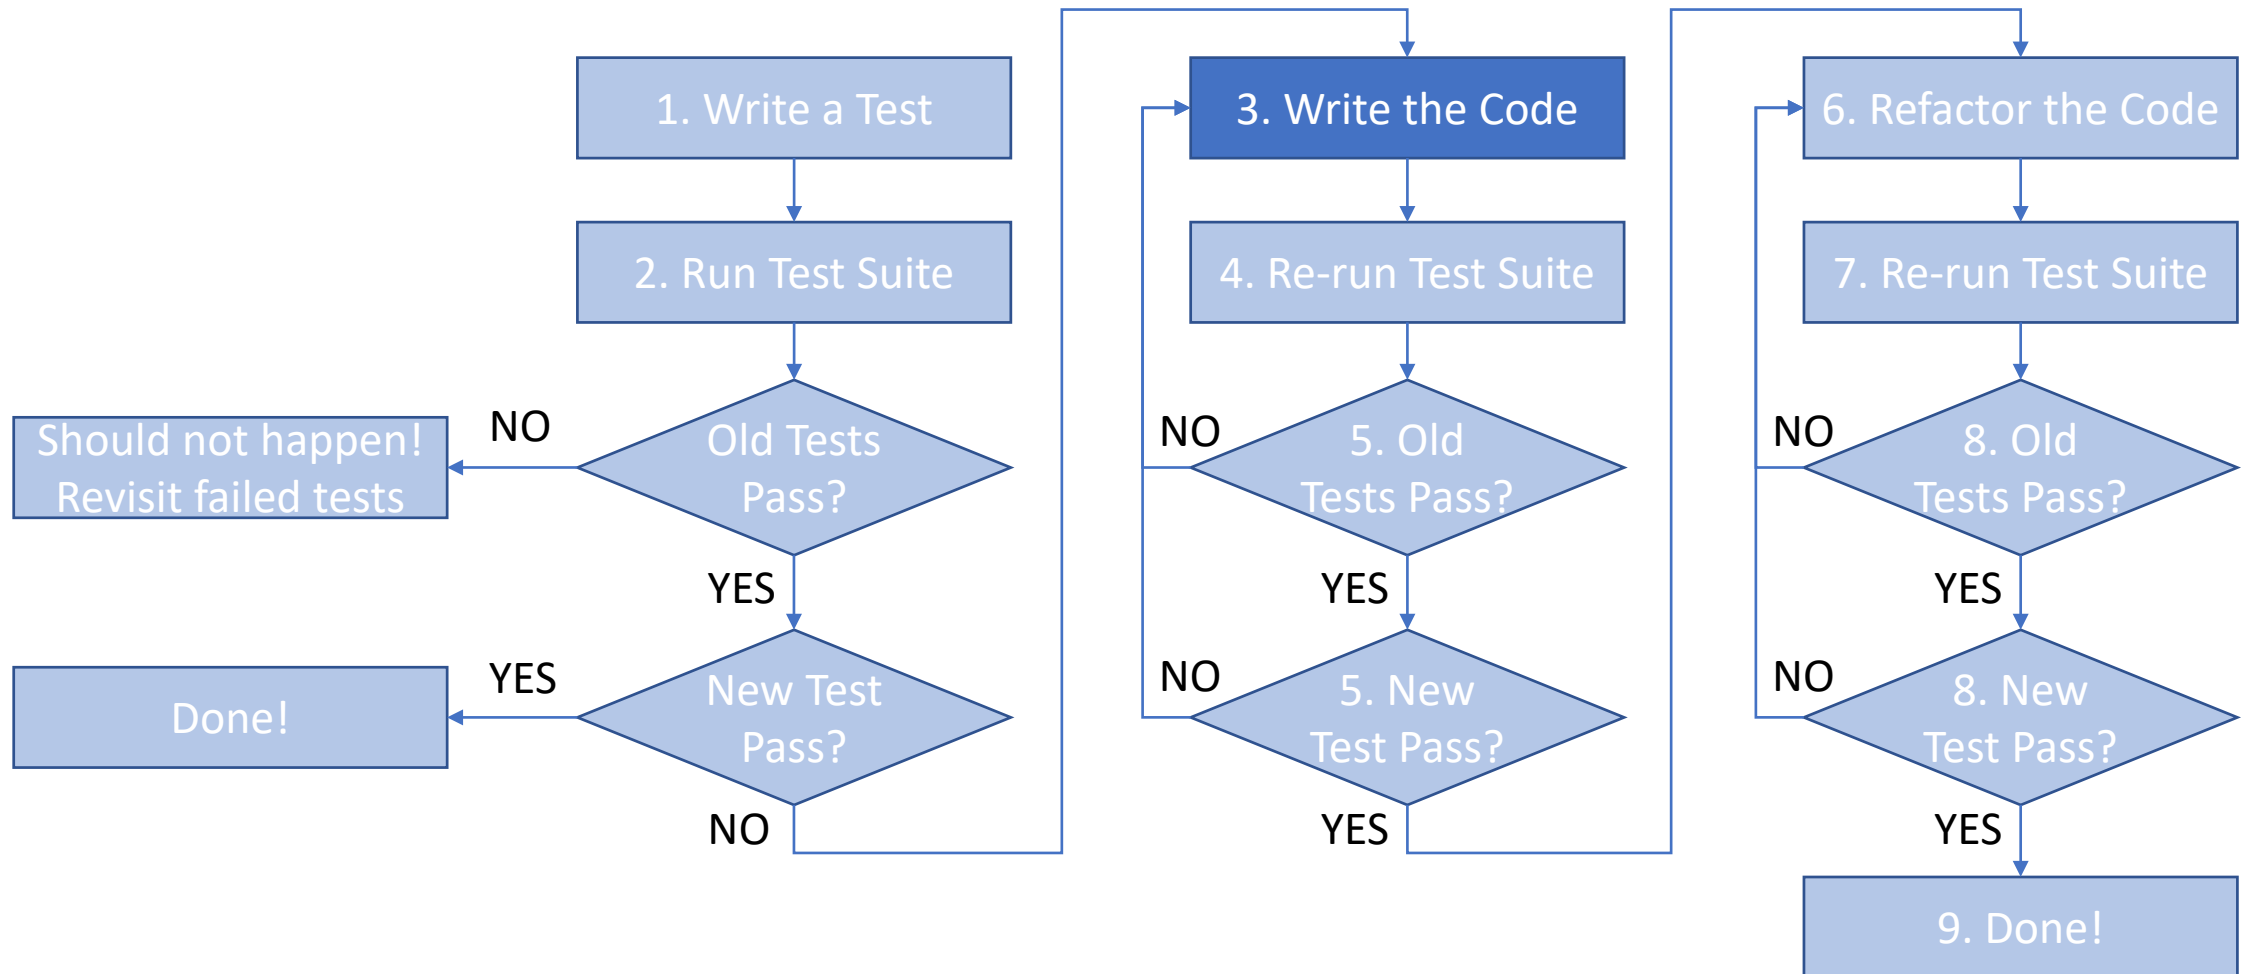 1. Write a Test
2. Run Test Suite
Old Tests
Pass?
NO
Should not happen!
Revisit failed tests
YES
New Test
Pass?
YES
Done!
NO
3. Write the Code
4. Re-run Test Suite
5. Old
Tests Pass?
NO
YES
5. New
Test Pass?
NO
YES
6. Refactor the Code
7. Re-run Test Suite
8. Old
Tests Pass?
NO
YES
8. New
Test Pass?
NO
YES
9. Done!